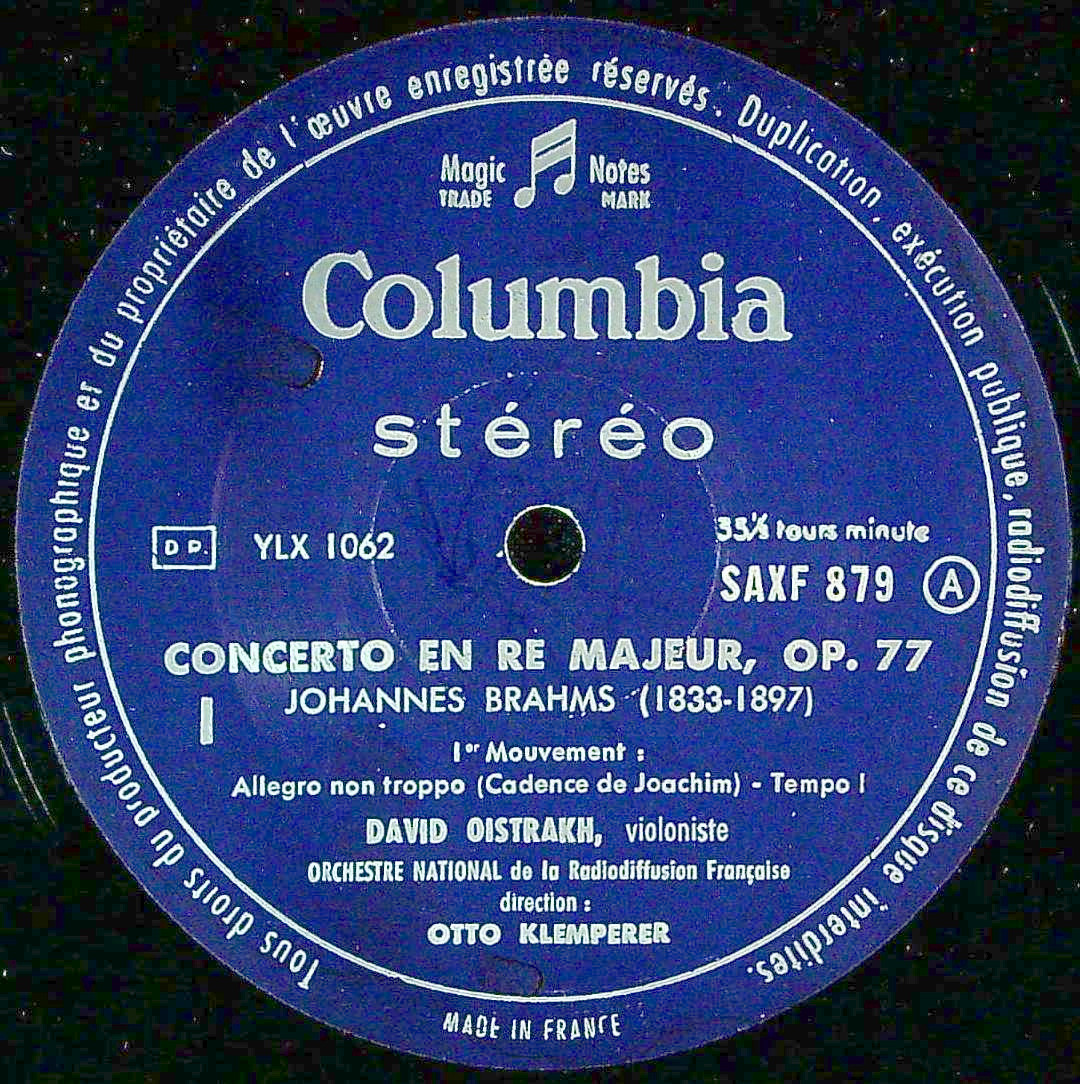 Tous droits du producteur phonographique et du propriétaire de l'œuvre enregistrée réservés. Duplication, exécution publique, radiodiffusion de ce disque interdites.
Magic Notes
TRADE MARK
Columbia
stéréo
D P.
YLX 1062
33⅓ tours minute
SAXF 879 A
CONCERTO EN RE MAJEUR, OP. 77
JOHANNES BRAHMS (1833-1897)
I
1er Mouvement :
Allegro non troppo (Cadence de Joachim) - Tempo I
DAVID OISTRAKH, violoniste
ORCHESTRE NATIONAL de la Radiodiffusion Française
direction :
OTTO KLEMPERER
MADE IN FRANCE